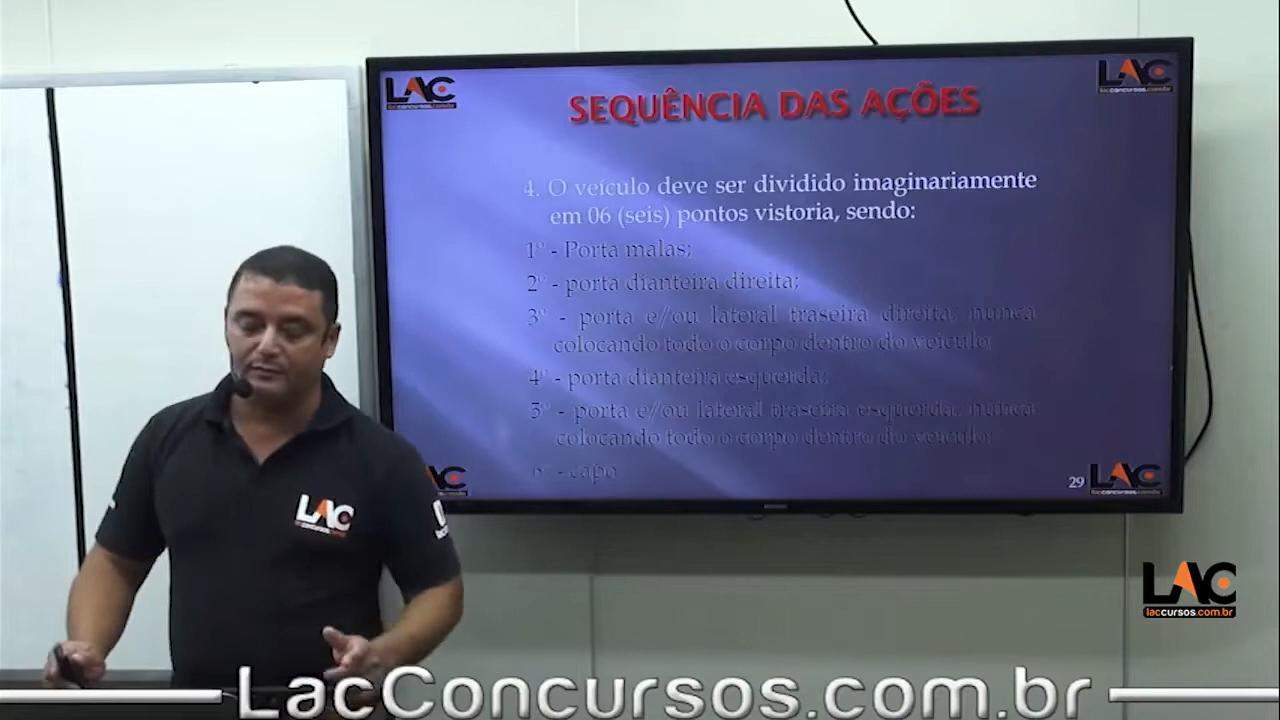 LAC
LAC
SEQUÊNCIA DAS AÇÕES
4. O veículo deve ser dividido imaginariamente
em 06 (seis) pontos vistoria, sendo:
1º - Porta malas;
2º - porta dianteira direita;
3º - porta e/ou lateral traseira direita, nunca
colocando todo o corpo dentro do veículo;
4º - porta dianteira esquerda;
5º - porta e/ou lateral traseira esquerda, nunca
colocando todo o corpo dentro do veículo;
6º - capo
29
LAC
LAC
LAC
laccursos.com.br
LacConcursos.com.br